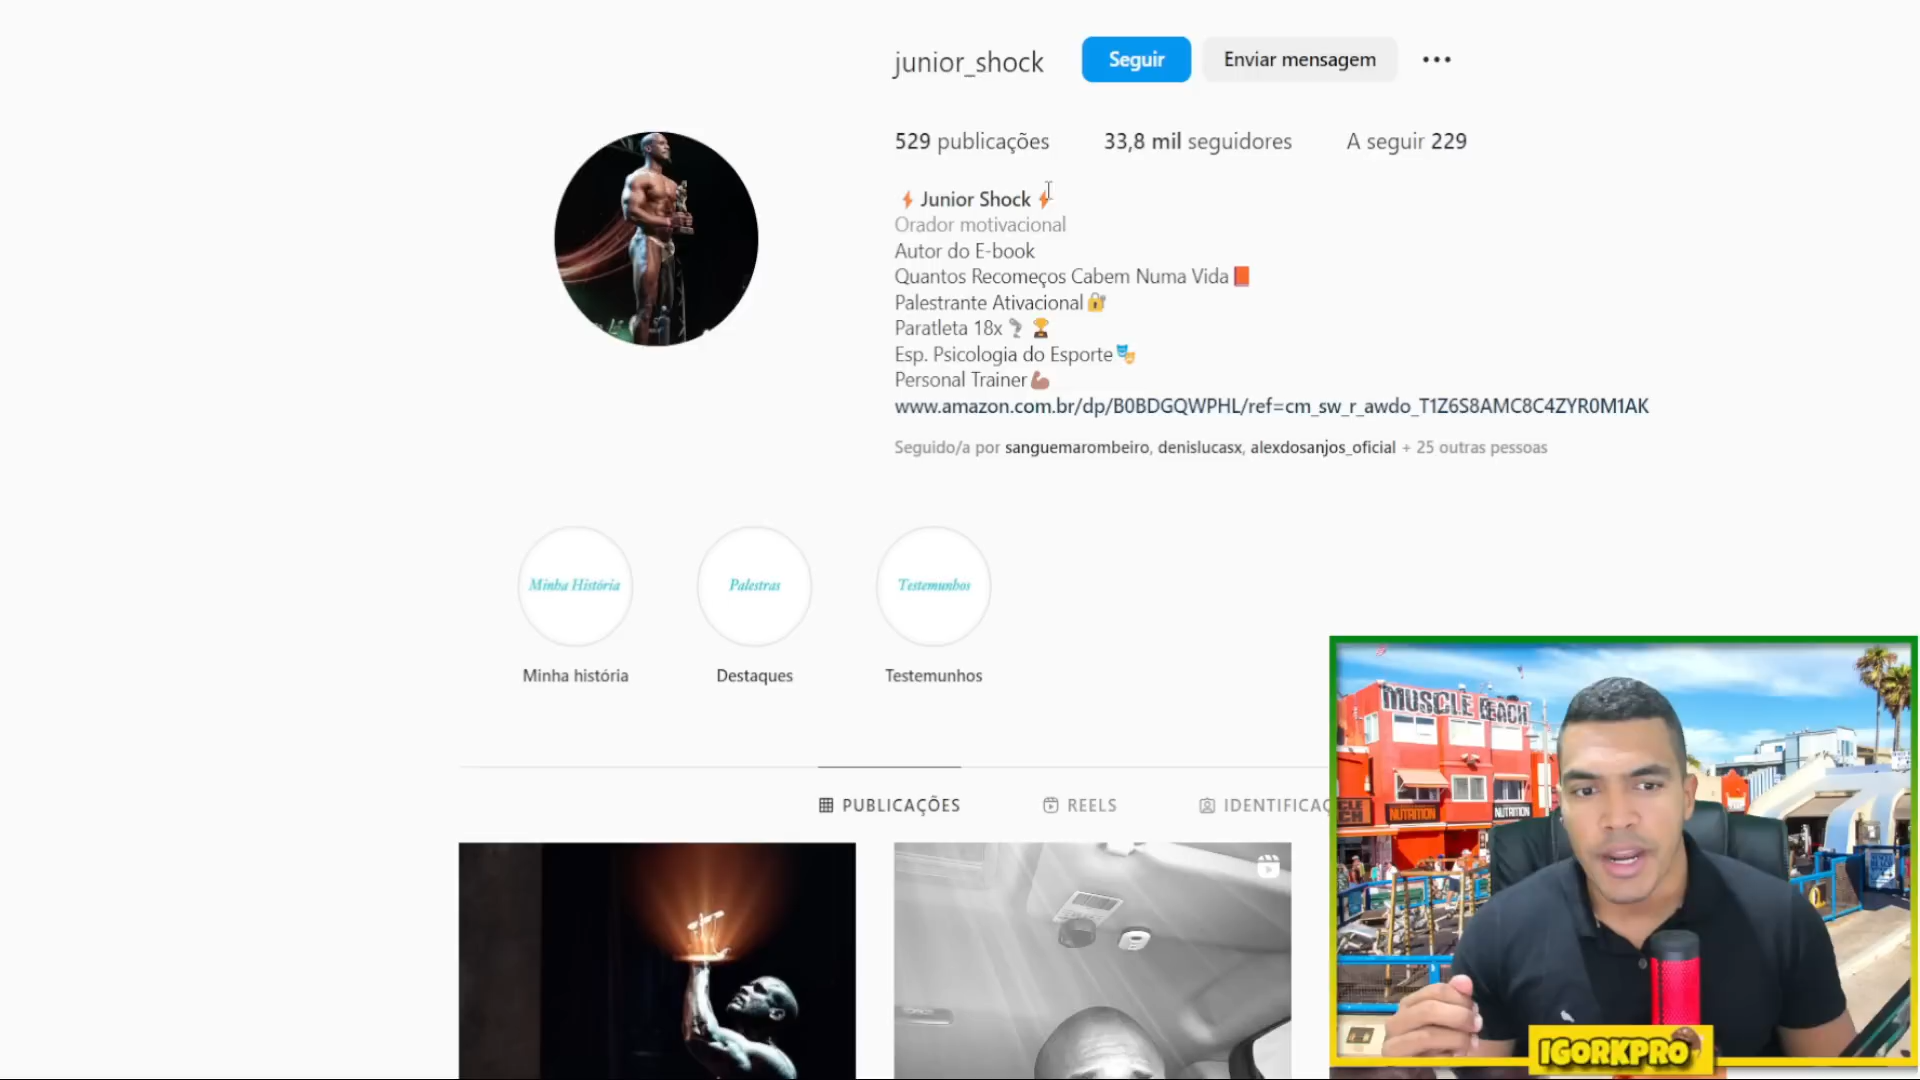 junior_shock
Seguir
Enviar mensagem
529 publicações
33,8 mil seguidores
A seguir 229
Junior Shock
Orador motivacional
Autor do E-book
Quantos Recomeços Cabem Numa Vida
Palestrante Ativacional
Paratleta 18x
Esp. Psicologia do Esporte
Personal Trainer
www.amazon.com.br/dp/B0BDGQWPHL/ref=cm_sw_r_awdo_T1Z6S8AMC8C4ZYR0M1AK
Seguido/a por sanguemarombeiro, denislucasx, alexdosanjos_oficial + 25 outras pessoas
Minha História
Palestras
Testemunhos
Minha história
Destaques
Testemunhos
PUBLICAÇÕES
REELS
IDENTIFICAÇ
MUSCLE BEACH
NUTRITION
NUTRITION
IGORKPRO